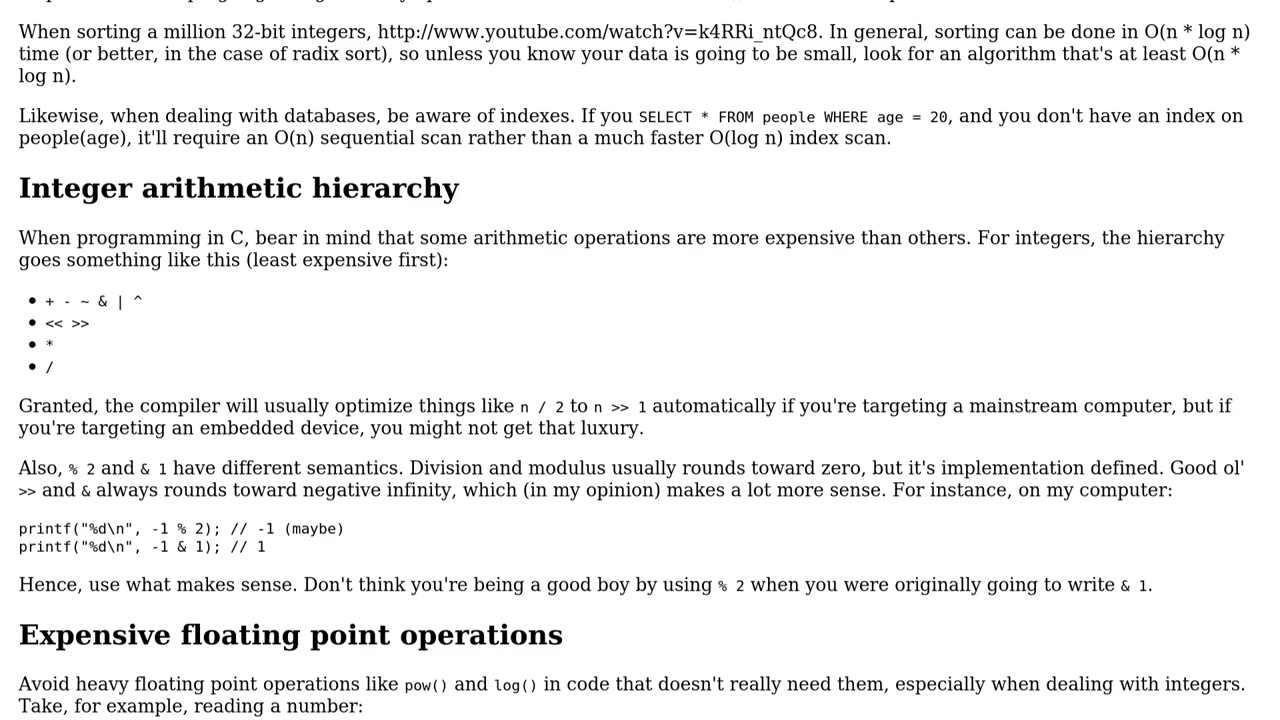 When sorting a million 32-bit integers, http://www.youtube.com/watch?v=k4RRi_ntQc8. In general, sorting can be done in O(n * log n)
time (or better, in the case of radix sort), so unless you know your data is going to be small, look for an algorithm that's at least O(n *
log n).
Likewise, when dealing with databases, be aware of indexes. If you SELECT * FROM people WHERE age = 20, and you don't have an index on
people(age), it'll require an O(n) sequential scan rather than a much faster O(log n) index scan.
Integer arithmetic hierarchy
When programming in C, bear in mind that some arithmetic operations are more expensive than others. For integers, the hierarchy
goes something like this (least expensive first):
• + - ~ & | ^
• << >>
• *
• /
Granted, the compiler will usually optimize things like n / 2 to n >> 1 automatically if you're targeting a mainstream computer, but if
you're targeting an embedded device, you might not get that luxury.
Also, % 2 and & 1 have different semantics. Division and modulus usually rounds toward zero, but it's implementation defined. Good ol'
>> and & always rounds toward negative infinity, which (in my opinion) makes a lot more sense. For instance, on my computer:
printf("%d\n", -1 % 2); // -1 (maybe)
printf("%d\n", -1 & 1); // 1
Hence, use what makes sense. Don't think you're being a good boy by using % 2 when you were originally going to write & 1.
Expensive floating point operations
Avoid heavy floating point operations like pow() and log() in code that doesn't really need them, especially when dealing with integers.
Take, for example, reading a number: